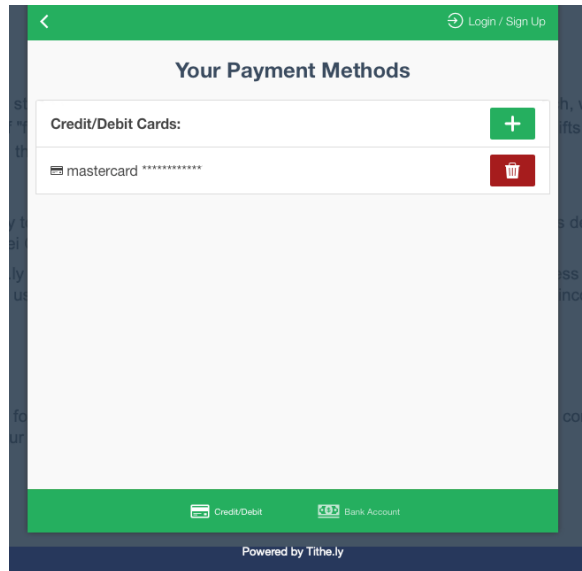 Login / Sign Up
Your Payment Methods
Credit/Debit Cards:
mastercard ************
Credit/Debit
Bank Account
Powered by Tithe.ly